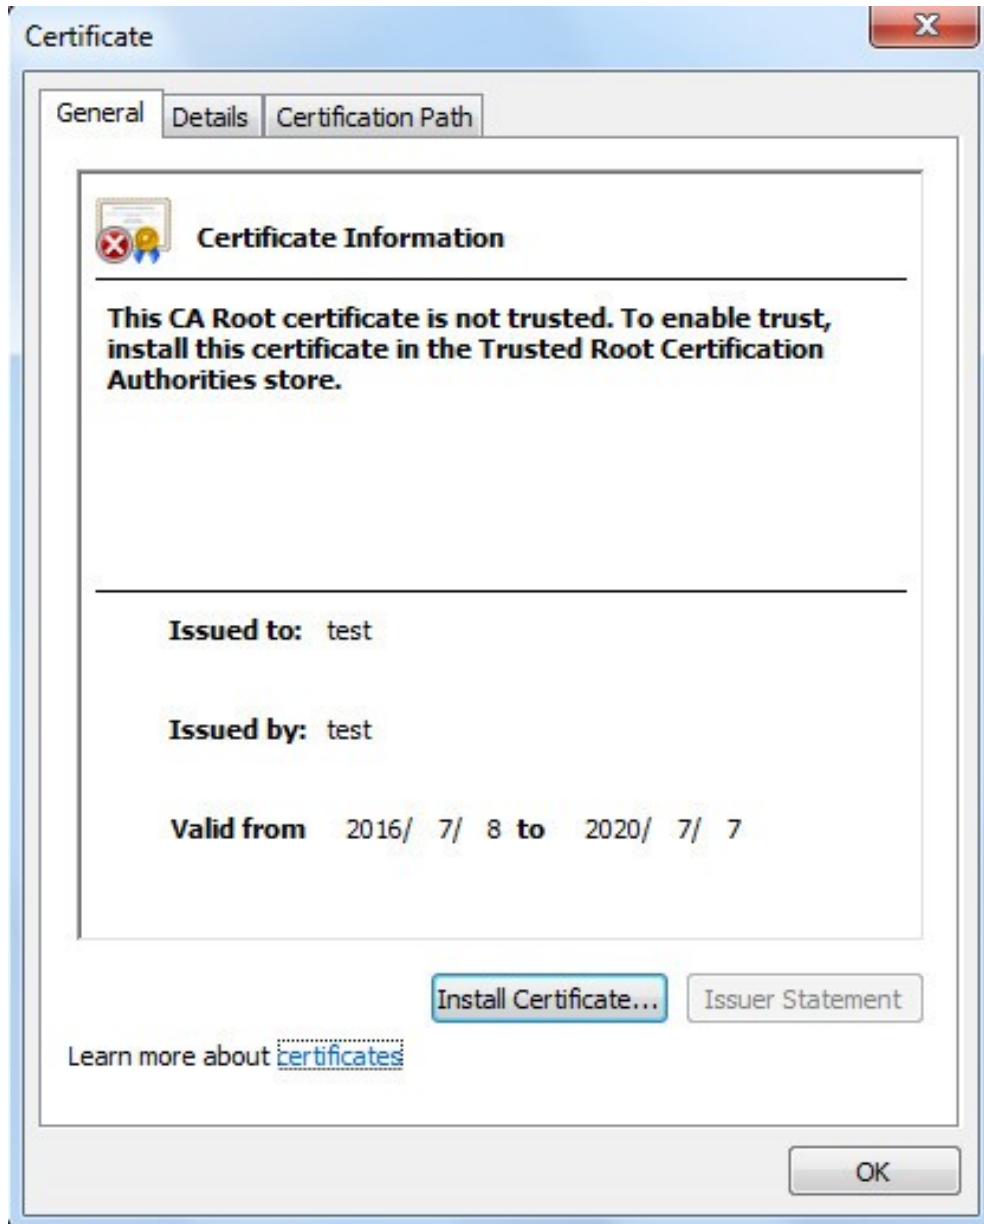 Certificate
General Details Certification Path
Certificate Information
This CA Root certificate is not trusted. To enable trust,
install this certificate in the Trusted Root Certification
Authorities store.
Issued to: test
Issued by: test
Valid from 2016/ 7/ 8 to 2020/ 7/ 7
Install Certificate... Issuer Statement
Learn more about certificates
OK